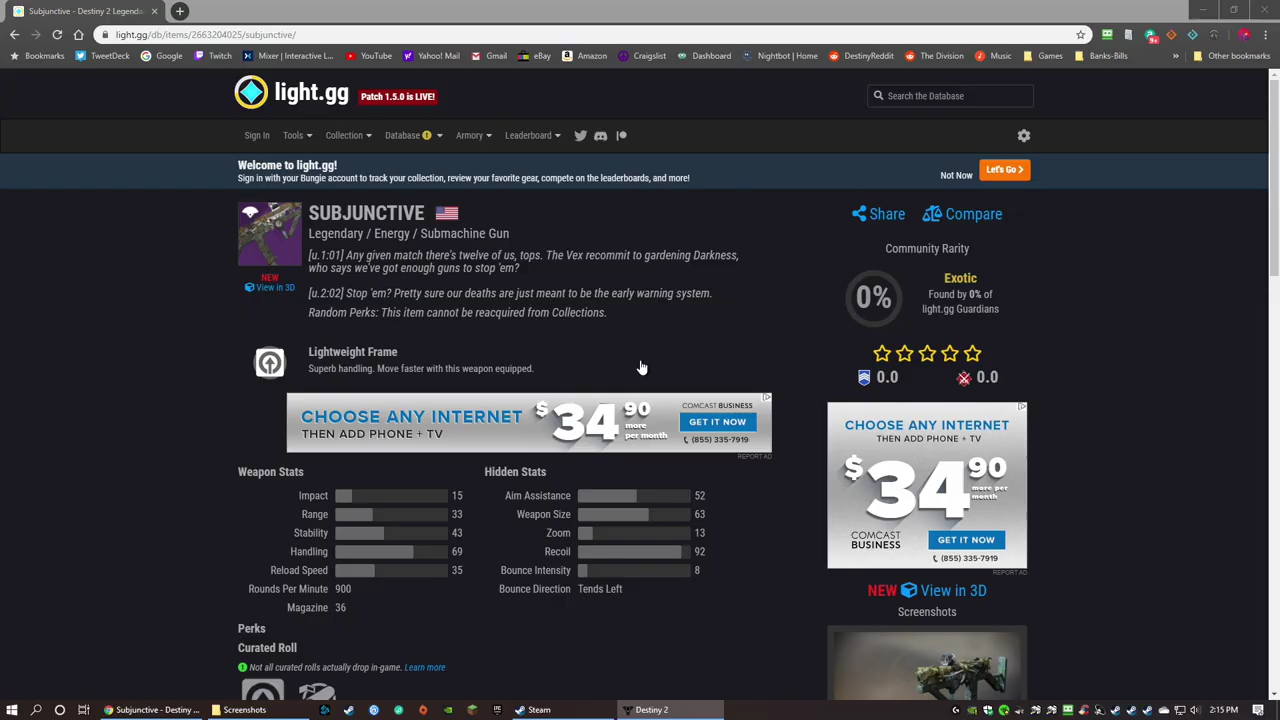 Subjunctive - Destiny 2 Legenda
light.gg/db/items/2663204025/subjunctive/
Bookmarks TweetDeck Google Twitch Mixer | Interactive L... YouTube Yahoo! Mail Gmail eBay Amazon Craigslist Dashboard Nightbot | Home DestinyReddit The Division Music Games Banks-Bills » Other bookmarks
light.gg Patch 1.5.0 is LIVE!
Search the Database
Sign In Tools Collection Database Armory Leaderboard
Welcome to light.gg!
Sign in with your Bungie account to track your collection, review your favorite gear, compete on the leaderboards, and more!
Not Now Let's Go
SUBJUNCTIVE
Legendary / Energy / Submachine Gun
[u.1:01] Any given match there's twelve of us, tops. The Vex recommit to gardening Darkness,
who says we've got enough guns to stop 'em?
[u.2:02] Stop 'em? Pretty sure our deaths are just meant to be the early warning system.
Random Perks: This item cannot be reacquired from Collections.
NEW
View in 3D
Lightweight Frame
Superb handling. Move faster with this weapon equipped.
CHOOSE ANY INTERNET
THEN ADD PHONE + TV
$34 90
more
per month
COMCAST BUSINESS
GET IT NOW
(855) 335-7919
REPORT AD
Weapon Stats
Impact 15
Range 33
Stability 43
Handling 69
Reload Speed 35
Rounds Per Minute 900
Magazine 36
Hidden Stats
Aim Assistance 52
Weapon Size 63
Zoom 13
Recoil 92
Bounce Intensity 8
Bounce Direction Tends Left
Perks
Curated Roll
Not all curated rolls actually drop in-game. Learn more
Share Compare
Community Rarity
0%
Exotic
Found by 0% of
light.gg Guardians
0.0 0.0
CHOOSE ANY INTERNET
THEN ADD PHONE + TV
$34 90
more per
month
COMCAST
BUSINESS
GET IT NOW
(855) 335-7919
REPORT AD
NEW View in 3D
Screenshots
Subjunctive - Destiny ... Screenshots Steam Destiny 2 2:15 PM